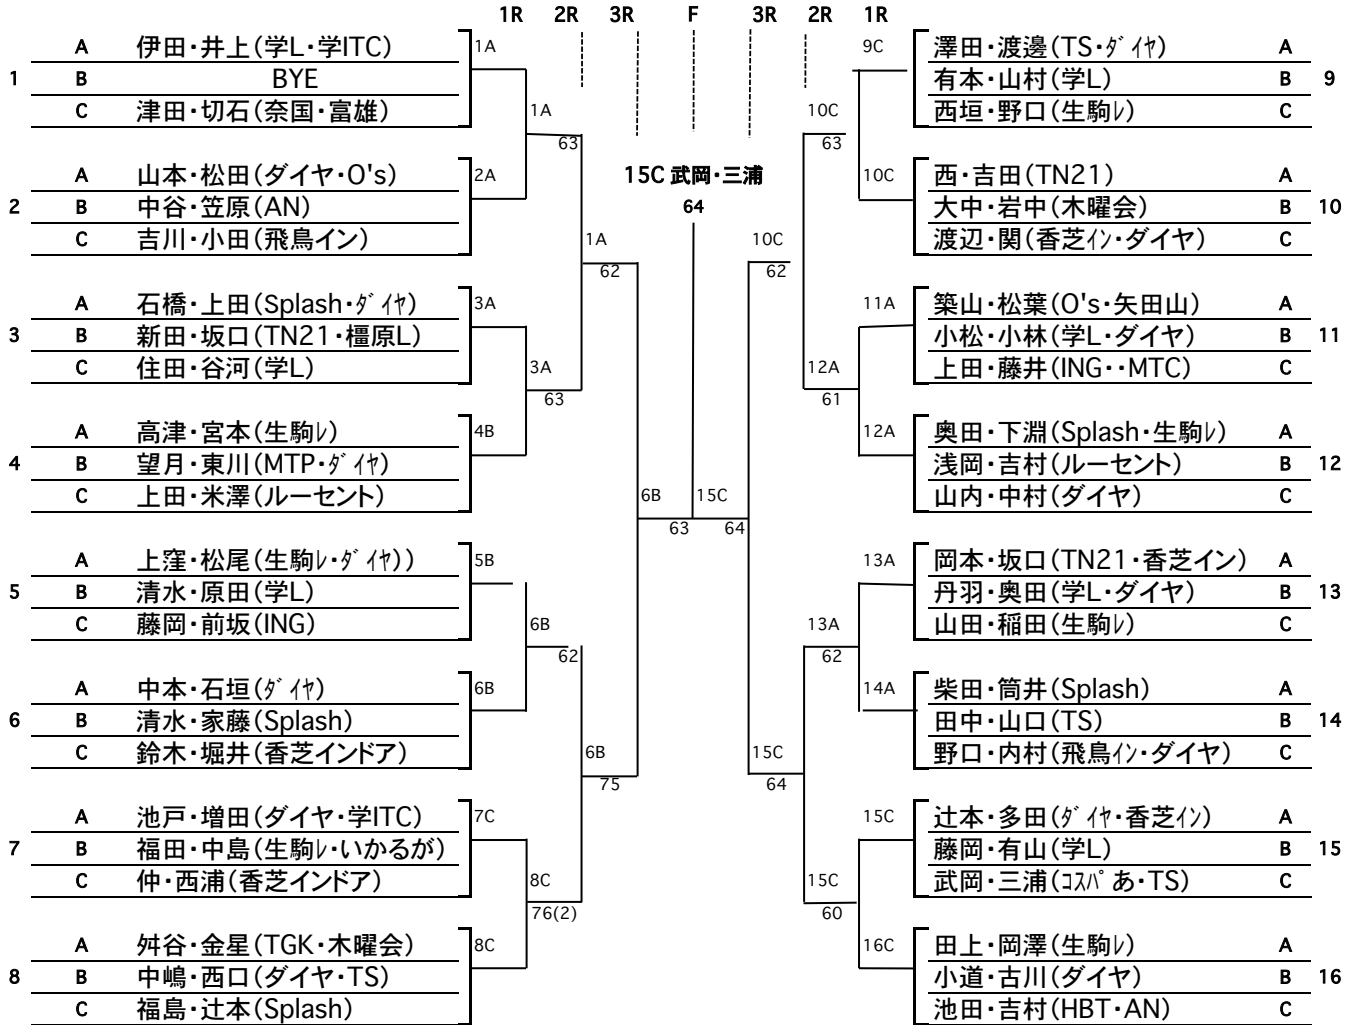 1R 2R 3R F 3R 2R 1R
1
A 伊田・井上(学L・学ITC)
B BYE
C 津田・切石(奈国・富雄)
1A
2
A 山本・松田(ダイヤ・O's)
B 中谷・笠原(AN)
C 吉川・小田(飛鳥イン)
2A
1A
63
3
A 石橋・上田(Splash・ﾀﾞｲﾔ)
B 新田・坂口(TN21・橿原L)
C 住田・谷河(学L)
3A
4
A 高津・宮本(生駒ﾚ)
B 望月・東川(MTP・ﾀﾞｲﾔ)
C 上田・米澤(ルーセント)
4B
3A
63
1A
62
5
A 上窪・松尾(生駒ﾚ・ﾀﾞｲﾔ))
B 清水・原田(学L)
C 藤岡・前坂(ING)
5B
6
A 中本・石垣(ﾀﾞｲﾔ)
B 清水・家藤(Splash)
C 鈴木・堀井(香芝インドア)
6B
6B
62
7
A 池戸・増田(ダイヤ・学ITC)
B 福田・中島(生駒ﾚ・いかるが)
C 仲・西浦(香芝インドア)
7C
8
A 舛谷・金星(TGK・木曜会)
B 中嶋・西口(ダイヤ・TS)
C 福島・辻本(Splash)
8C
8C
76(2)
6B
75
6B
63
15C 武岡・三浦
64
15C
64
9C
澤田・渡邊(TS・ﾀﾞｲﾔ) A
有本・山村(学L) B
西垣・野口(生駒ﾚ) C
9
10C
西・吉田(TN21) A
大中・岩中(木曜会) B
渡辺・関(香芝ｲﾝ・ダイヤ) C
10
10C
63
11A
築山・松葉(O's・矢田山) A
小松・小林(学L・ダイヤ) B
上田・藤井(ING・・MTC) C
11
12A
奥田・下淵(Splash・生駒ﾚ) A
浅岡・吉村(ルーセント) B
山内・中村(ダイヤ) C
12
12A
61
10C
62
13A
岡本・坂口(TN21・香芝イン) A
丹羽・奥田(学L・ダイヤ) B
山田・稲田(生駒ﾚ) C
13
14A
柴田・筒井(Splash) A
田中・山口(TS) B
野口・内村(飛鳥ｲﾝ・ダイヤ) C
14
13A
62
15C
辻本・多田(ﾀﾞｲﾔ・香芝ｲﾝ) A
藤岡・有山(学L) B
武岡・三浦(ｺｽﾊﾟあ・TS) C
15
16C
田上・岡澤(生駒ﾚ) A
小道・古川(ダイヤ) B
池田・吉村(HBT・AN) C
16
15C
60
15C
64